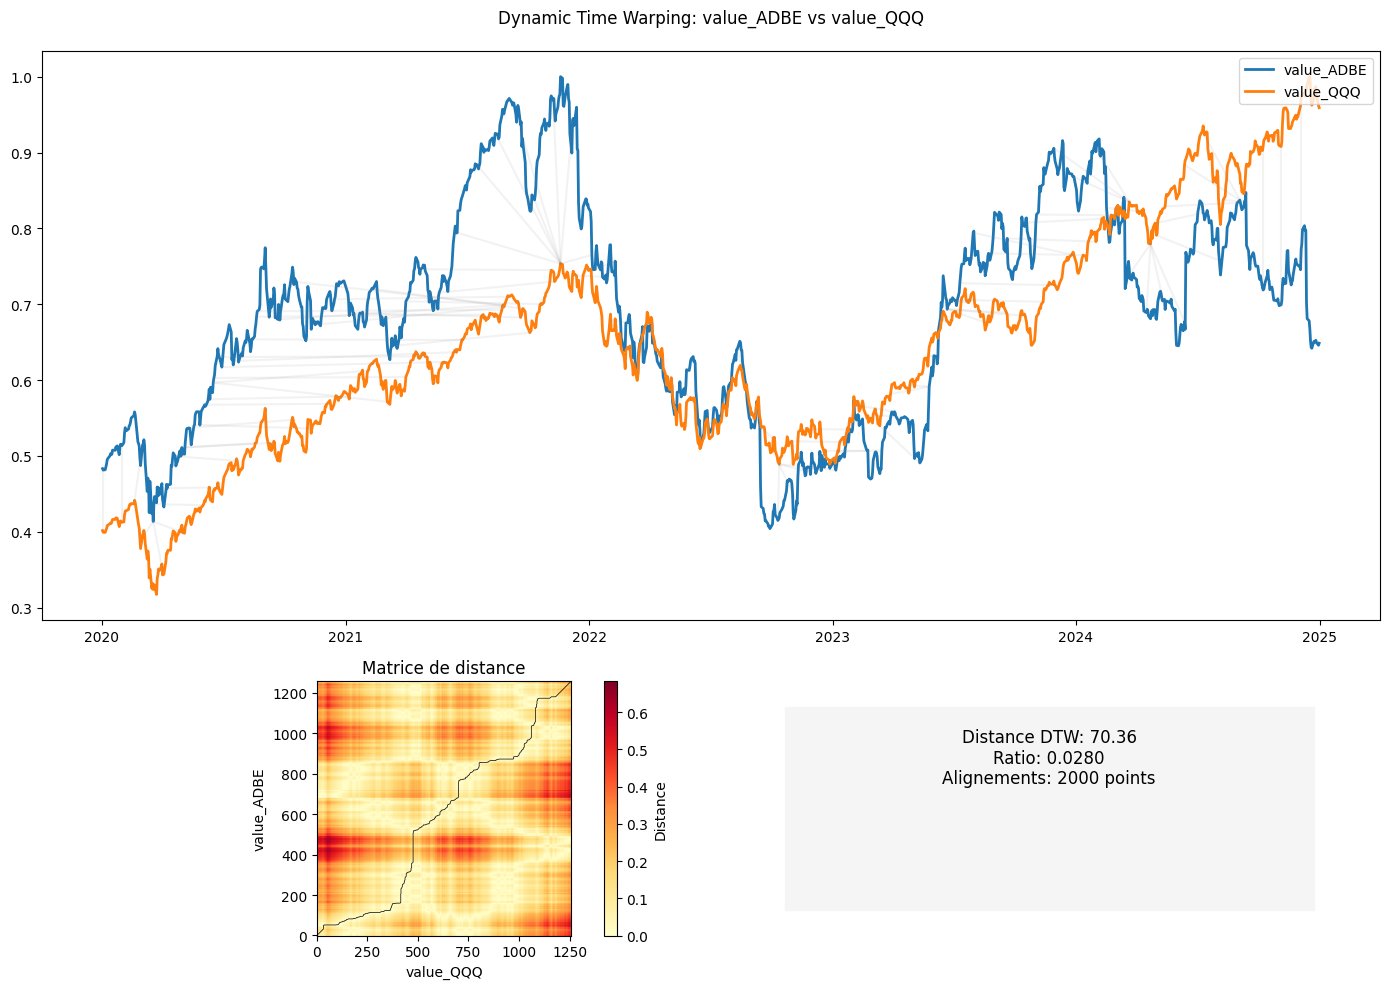 Dynamic Time Warping: value_ADBE vs value_QQQ
value_ADBE
value_QQQ
1.0
0.9
0.8
0.7
0.6
0.5
0.4
0.3
2020 2021 2022 2023 2024 2025
Matrice de distance
value_ADBE
1200
1000
800
600
400
200
0
0 250 500 750 1000 1250
value_QQQ
0.6
0.5
0.4
0.3
0.2
0.1
0.0
Distance
Distance DTW: 70.36
Ratio: 0.0280
Alignements: 2000 points